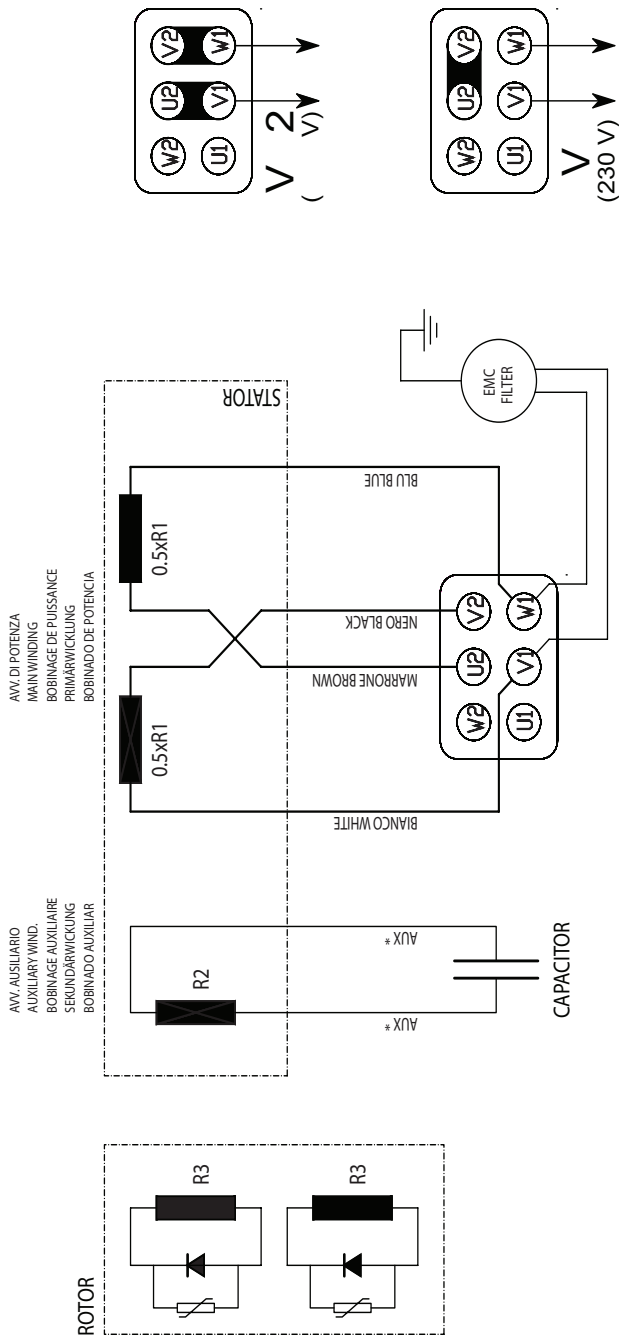 ROTOR
R3
R3
AVV. AUSILIARIO
AUXILIARY WIND.
BOBINAGE AUXILIAIRE
SEKUNDÄRWICKLUNG
BOBINADO AUXILIAR
R2
AUX *
AUX *
CAPACITOR
AVV. DI POTENZA
MAIN WINDING
BOBINAGE DE PUISSANCE
PRIMÄRWICKLUNG
BOBINADO DE POTENCIA
0.5xR1
0.5xR1
STATOR
BIANCO WHITE
MARRONE BROWN
NERO BLACK
BLU BLUE
W2 U2 V2
U1 V1 W1
EMC
FILTER
W2 U2 V2
U1 V1 W1
V 2
( V)
W2 U2 V2
U1 V1 W1
V
(230 V)